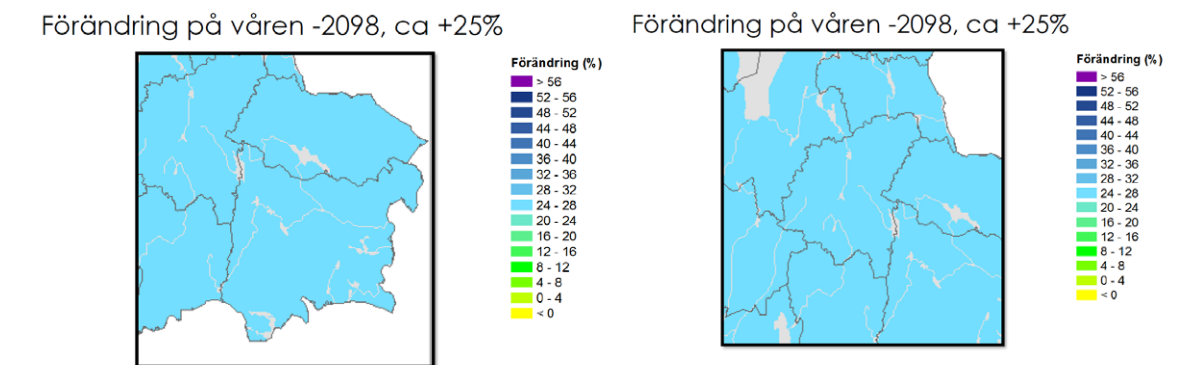 Förändring på våren -2098, ca +25%
Förändring (%)
> 56
52 - 56
48 - 52
44 - 48
40 - 44
36 - 40
32 - 36
28 - 32
24 - 28
20 - 24
16 - 20
12 - 16
8 - 12
4 - 8
0 - 4
< 0
Förändring på våren -2098, ca +25%
Förändring (%)
> 56
52 - 56
48 - 52
44 - 48
40 - 44
36 - 40
32 - 36
28 - 32
24 - 28
20 - 24
16 - 20
12 - 16
8 - 12
4 - 8
0 - 4
< 0